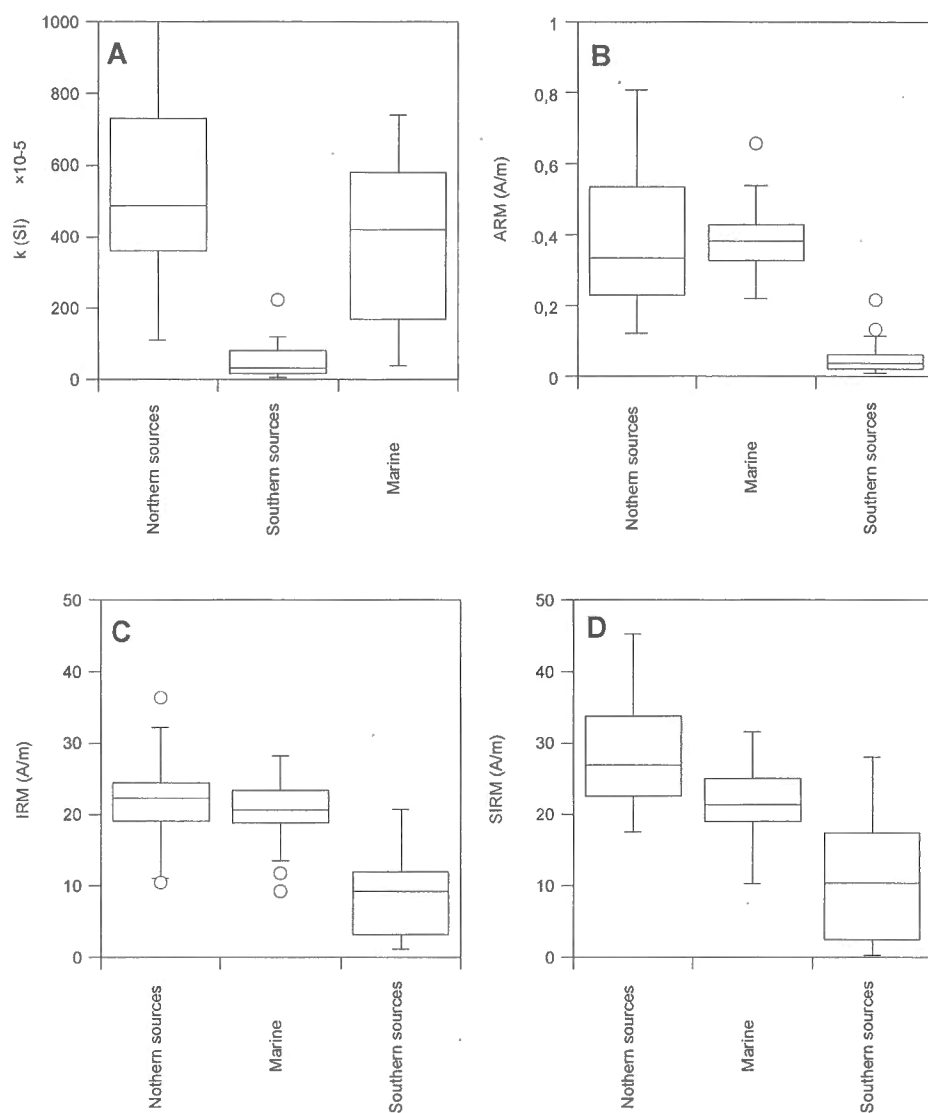 A
k (SI) ×10-5
1000
800
600
400
200
0
Northern sources
Southern sources
Marine
B
ARM (A/m)
1
0,8
0,6
0,4
0,2
0
Nothern sources
Marine
Southern sources
C
IRM (A/m)
50
40
30
20
10
0
Nothern sources
Marine
Southern sources
D
SIRM (A/m)
50
40
30
20
10
0
Nothern sources
Marine
Southern sources